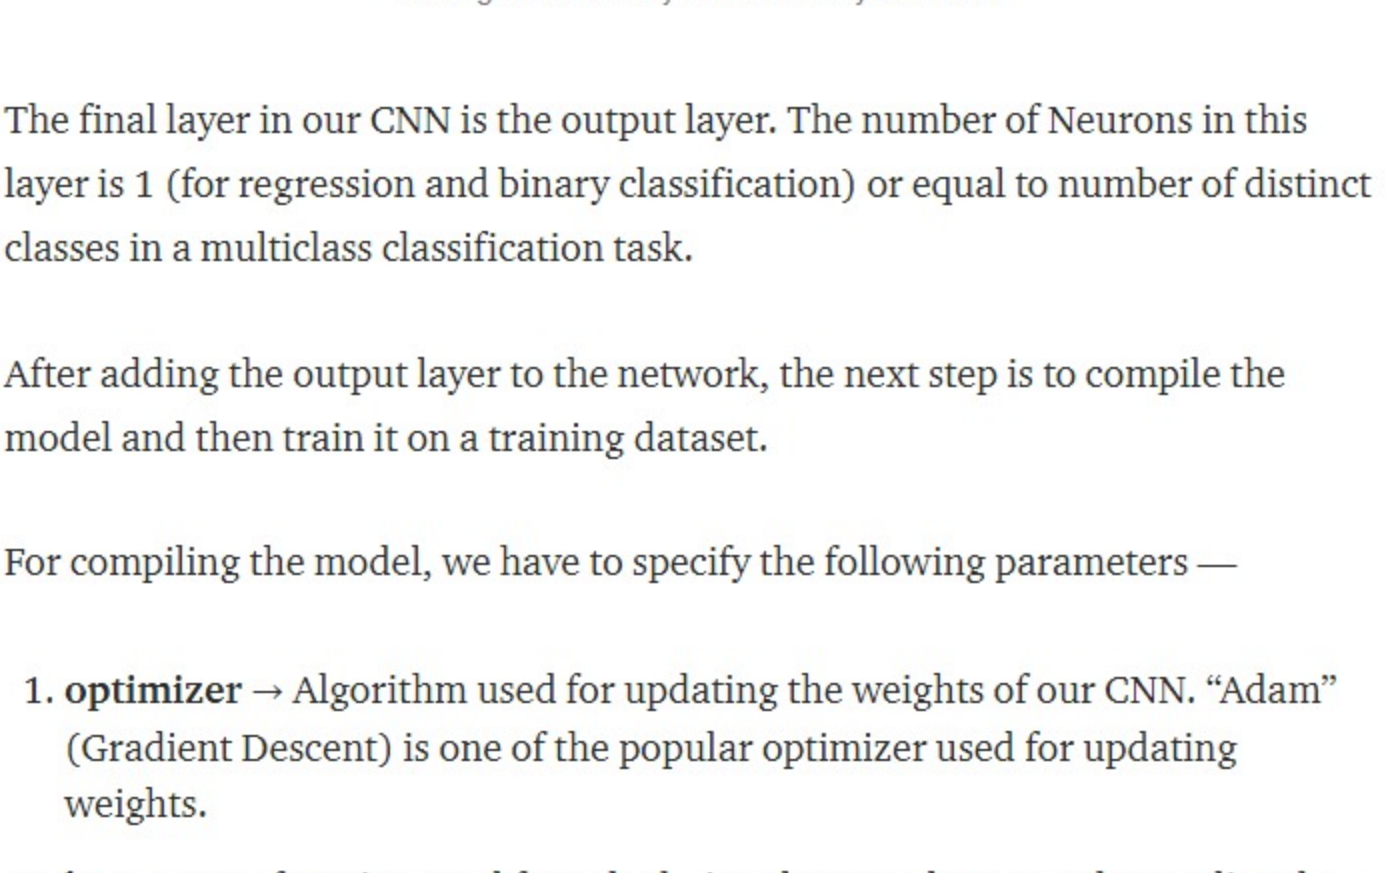 The final layer in our CNN is the output layer. The number of Neurons in this
layer is 1 (for regression and binary classification) or equal to number of distinct
classes in a multiclass classification task.
After adding the output layer to the network, the next step is to compile the
model and then train it on a training dataset.
For compiling the model, we have to specify the following parameters —
1. optimizer → Algorithm used for updating the weights of our CNN. “Adam”
(Gradient Descent) is one of the popular optimizer used for updating
weights.